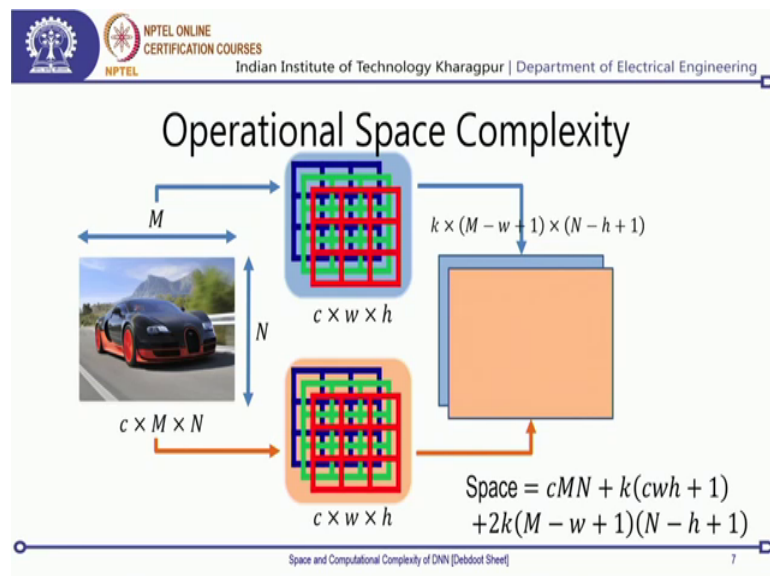 NPTEL ONLINE
CERTIFICATION COURSES
NPTEL
Indian Institute of Technology Kharagpur | Department of Electrical Engineering
Operational Space Complexity
M
k × (M − w + 1) × (N − h + 1)
c × w × h
N
c × M × N
c × w × h
Space = cMN + k(cwh + 1)
+2k(M − w + 1)(N − h + 1)
Space and Computational Complexity of DNN [Debdoot Sheet]
7